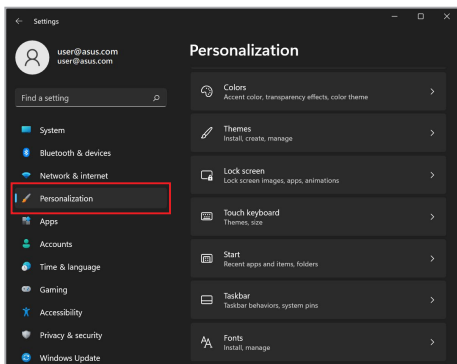 Settings
user@asus.com
user@asus.com
Find a setting
System
Bluetooth & devices
Network & internet
Personalization
Apps
Accounts
Time & language
Gaming
Accessibility
Privacy & security
Windows Update
Personalization
Colors
Accent color, transparency effects, color theme
Themes
Install, create, manage
Lock screen
Lock screen images, apps, animations
Touch keyboard
Themes, size
Start
Recent apps and items, folders
Taskbar
Taskbar behaviors, system pins
Fonts
Install, manage